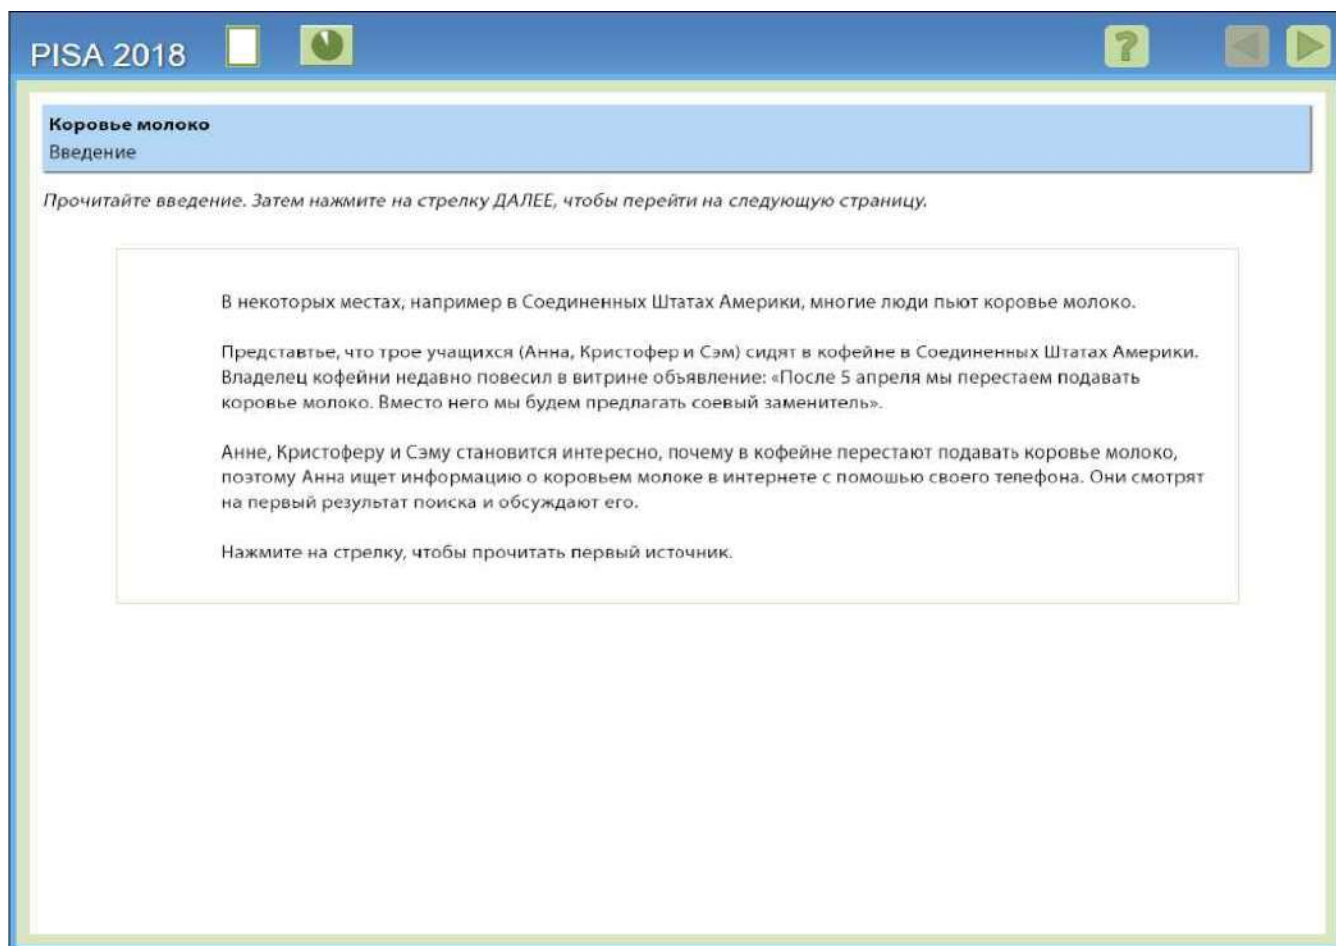 PISA 2018
?
Коровье молоко
Введение
Прочитайте введение. Затем нажмите на стрелку ДАЛЕЕ, чтобы перейти на следующую страницу.
В некоторых местах, например в Соединенных Штатах Америки, многие люди пьют коровье молоко.
Представтье, что трое учащихся (Анна, Кристофер и Сэм) сидят в кофейне в Соединенных Штатах Америки.
Владелец кофейни недавно повесил в витрине объявление: «После 5 апреля мы перестаем подавать
коровье молоко. Вместо него мы будем предлагать соевый заменитель».
Анне, Кристоферу и Сэму становится интересно, почему в кофейне перестают подавать коровье молоко,
поэтому Анна ищет информацию о коровьем молоке в интернете с помошью своего телефона. Они смотрят
на первый результат поиска и обсуждают его.
Нажмите на стрелку, чтобы прочитать первый источник.